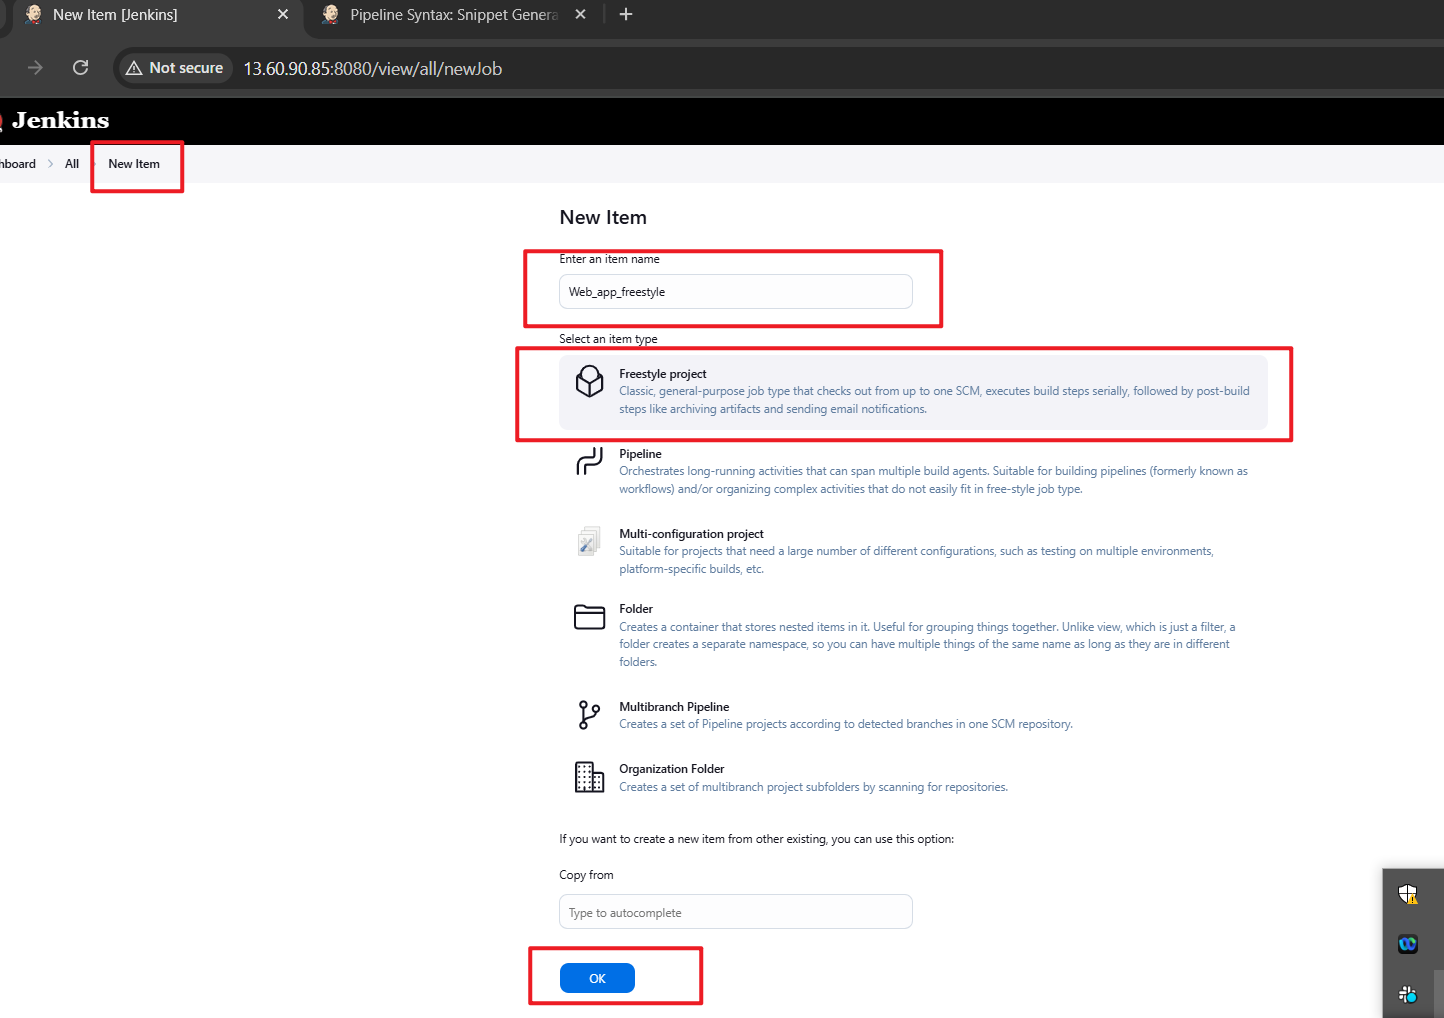 New Item [Jenkins]
Pipeline Syntax: Snippet Genera
Not secure
13.60.90.85:8080/view/all/newJob
Jenkins
hboard
All
New Item
New Item
Enter an item name
Web_app_freestyle
Select an item type
Freestyle project
Classic, general-purpose job type that checks out from up to one SCM, executes build steps serially, followed by post-build
steps like archiving artifacts and sending email notifications.
Pipeline
Orchestrates long-running activities that can span multiple build agents. Suitable for building pipelines (formerly known as
workflows) and/or organizing complex activities that do not easily fit in free-style job type.
Multi-configuration project
Suitable for projects that need a large number of different configurations, such as testing on multiple environments,
platform-specific builds, etc.
Folder
Creates a container that stores nested items in it. Useful for grouping things together. Unlike view, which is just a filter, a
folder creates a separate namespace, so you can have multiple things of the same name as long as they are in different
folders.
Multibranch Pipeline
Creates a set of Pipeline projects according to detected branches in one SCM repository.
Organization Folder
Creates a set of multibranch project subfolders by scanning for repositories.
If you want to create a new item from other existing, you can use this option:
Copy from
Type to autocomplete
OK